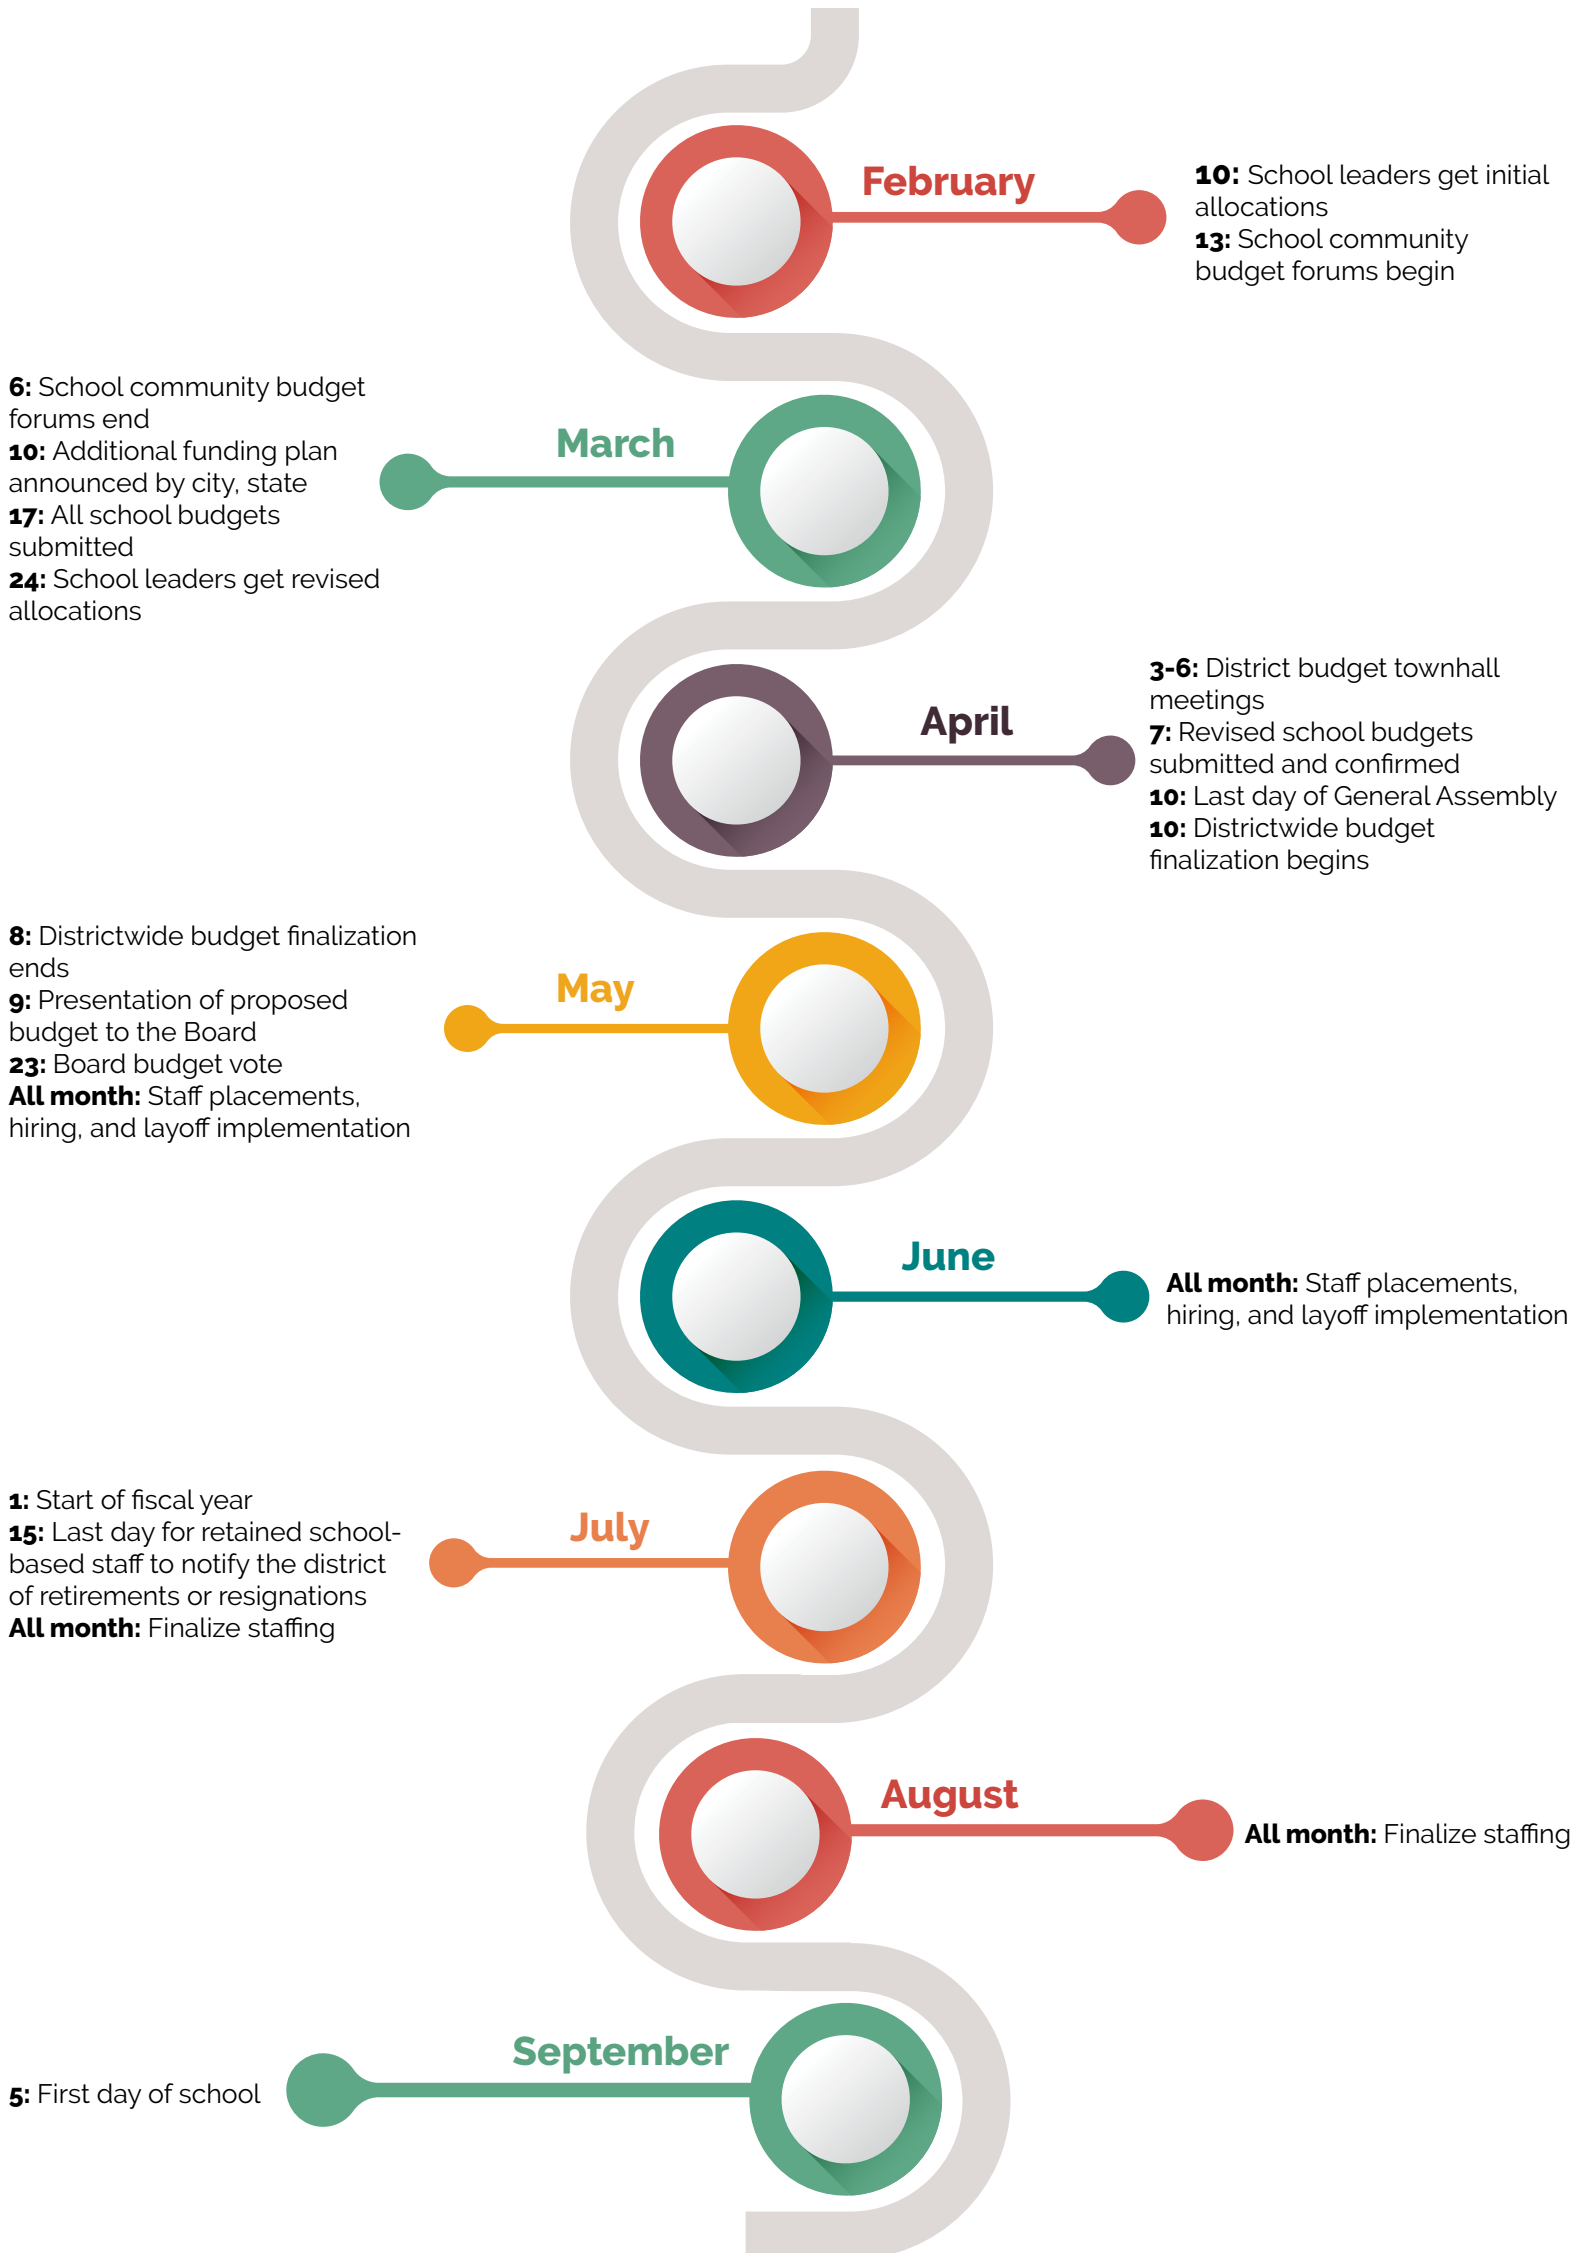 February
10: School leaders get initial
allocations
13: School community
budget forums begin
March
6: School community budget
forums end
10: Additional funding plan
announced by city, state
17: All school budgets
submitted
24: School leaders get revised
allocations
April
3-6: District budget townhall
meetings
7: Revised school budgets
submitted and confirmed
10: Last day of General Assembly
10: Districtwide budget
finalization begins
May
8: Districtwide budget finalization
ends
9: Presentation of proposed
budget to the Board
23: Board budget vote
All month: Staff placements,
hiring, and layoff implementation
June
All month: Staff placements,
hiring, and layoff implementation
July
1: Start of fiscal year
15: Last day for retained school-
based staff to notify the district
of retirements or resignations
All month: Finalize staffing
August
All month: Finalize staffing
September
5: First day of school